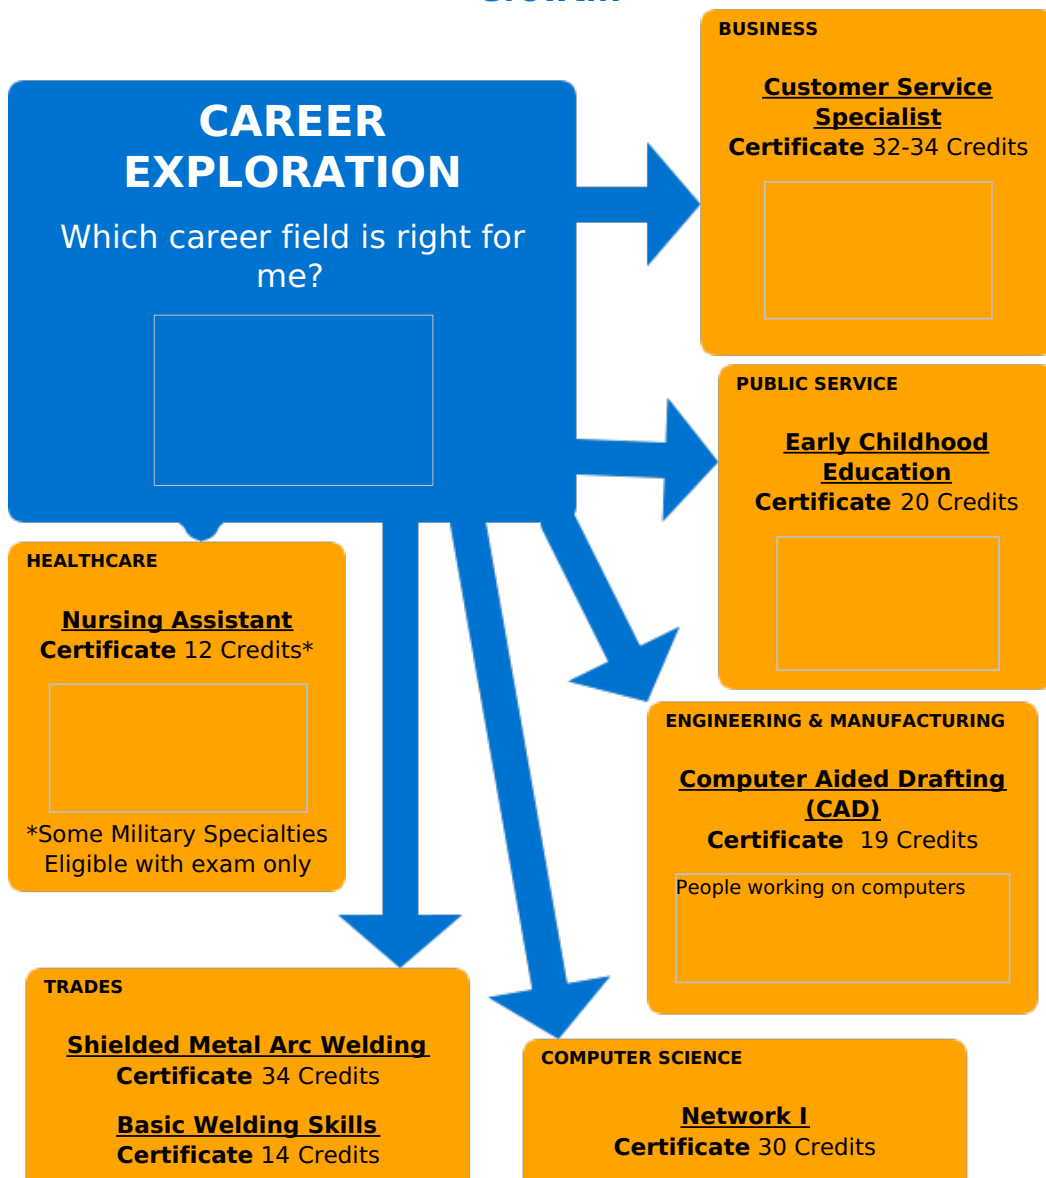 CAREER
EXPLORATION
Which career field is right for
me?
BUSINESS
Customer Service
Specialist
Certificate 32-34 Credits
PUBLIC SERVICE
Early Childhood
Education
Certificate 20 Credits
HEALTHCARE
Nursing Assistant
Certificate 12 Credits*
*Some Military Specialties
Eligible with exam only
ENGINEERING & MANUFACTURING
Computer Aided Drafting
(CAD)
Certificate 19 Credits
People working on computers
TRADES
Shielded Metal Arc Welding
Certificate 34 Credits
Basic Welding Skills
Certificate 14 Credits
COMPUTER SCIENCE
Network I
Certificate 30 Credits